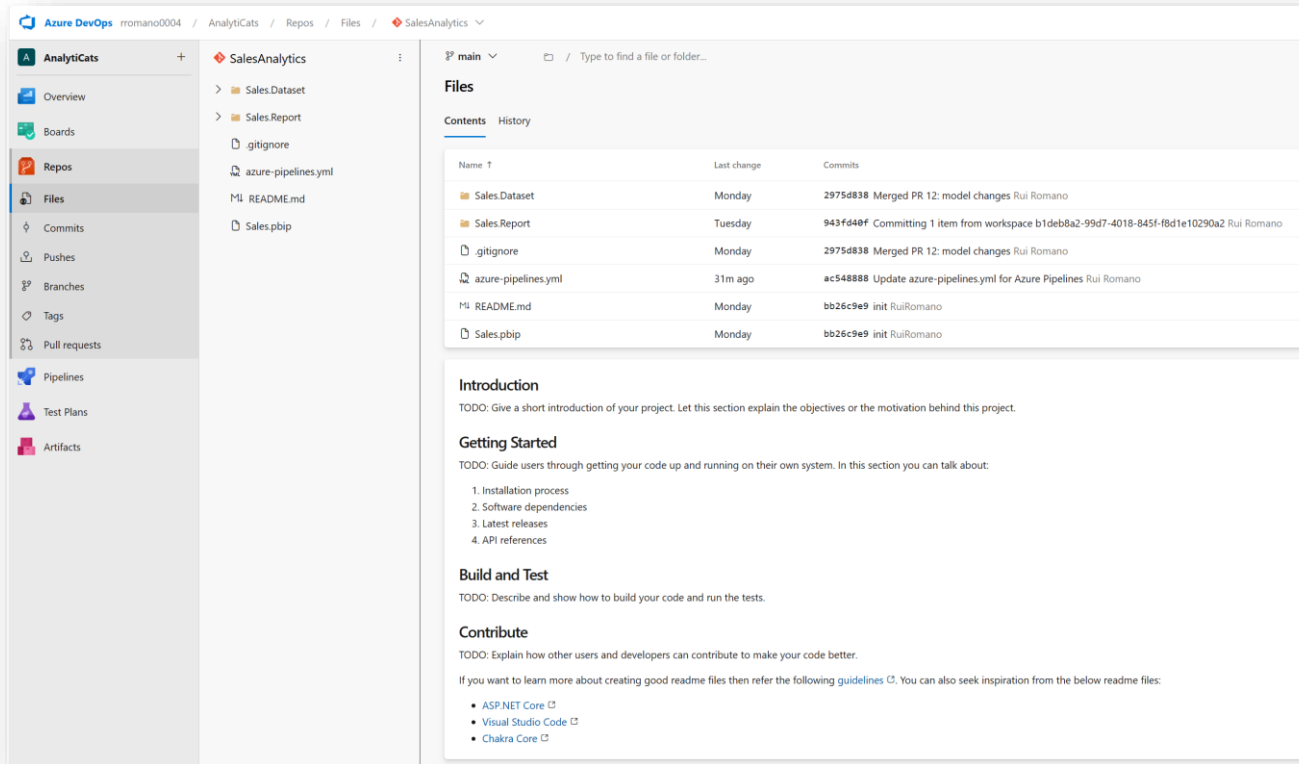 Azure DevOps rromano0004 / AnalytiCats / Repos / Files / SalesAnalytics
A AnalytiCats +
Overview
Boards
Repos
Files
Commits
Pushes
Branches
Tags
Pull requests
Pipelines
Test Plans
Artifacts
SalesAnalytics
Sales.Dataset
Sales.Report
.gitignore
azure-pipelines.yml
M↓ README.md
Sales.pbip
main / Type to find a file or folder...
Files
Contents History
Name ↑ Last change Commits
Sales.Dataset Monday 2975d838 Merged PR 12: model changes Rui Romano
Sales.Report Tuesday 943fd40f Committing 1 item from workspace b1deb8a2-99d7-4018-845f-f8d1e10290a2 Rui Romano
.gitignore Monday 2975d838 Merged PR 12: model changes Rui Romano
azure-pipelines.yml 31m ago ac548888 Update azure-pipelines.yml for Azure Pipelines Rui Romano
M↓ README.md Monday bb26c9e9 init RuiRomano
Sales.pbip Monday bb26c9e9 init RuiRomano
Introduction
TODO: Give a short introduction of your project. Let this section explain the objectives or the motivation behind this project.
Getting Started
TODO: Guide users through getting your code up and running on their own system. In this section you can talk about:
1. Installation process
2. Software dependencies
3. Latest releases
4. API references
Build and Test
TODO: Describe and show how to build your code and run the tests.
Contribute
TODO: Explain how other users and developers can contribute to make your code better.
If you want to learn more about creating good readme files then refer the following guidelines. You can also seek inspiration from the below readme files:
• ASP.NET Core
• Visual Studio Code
• Chakra Core